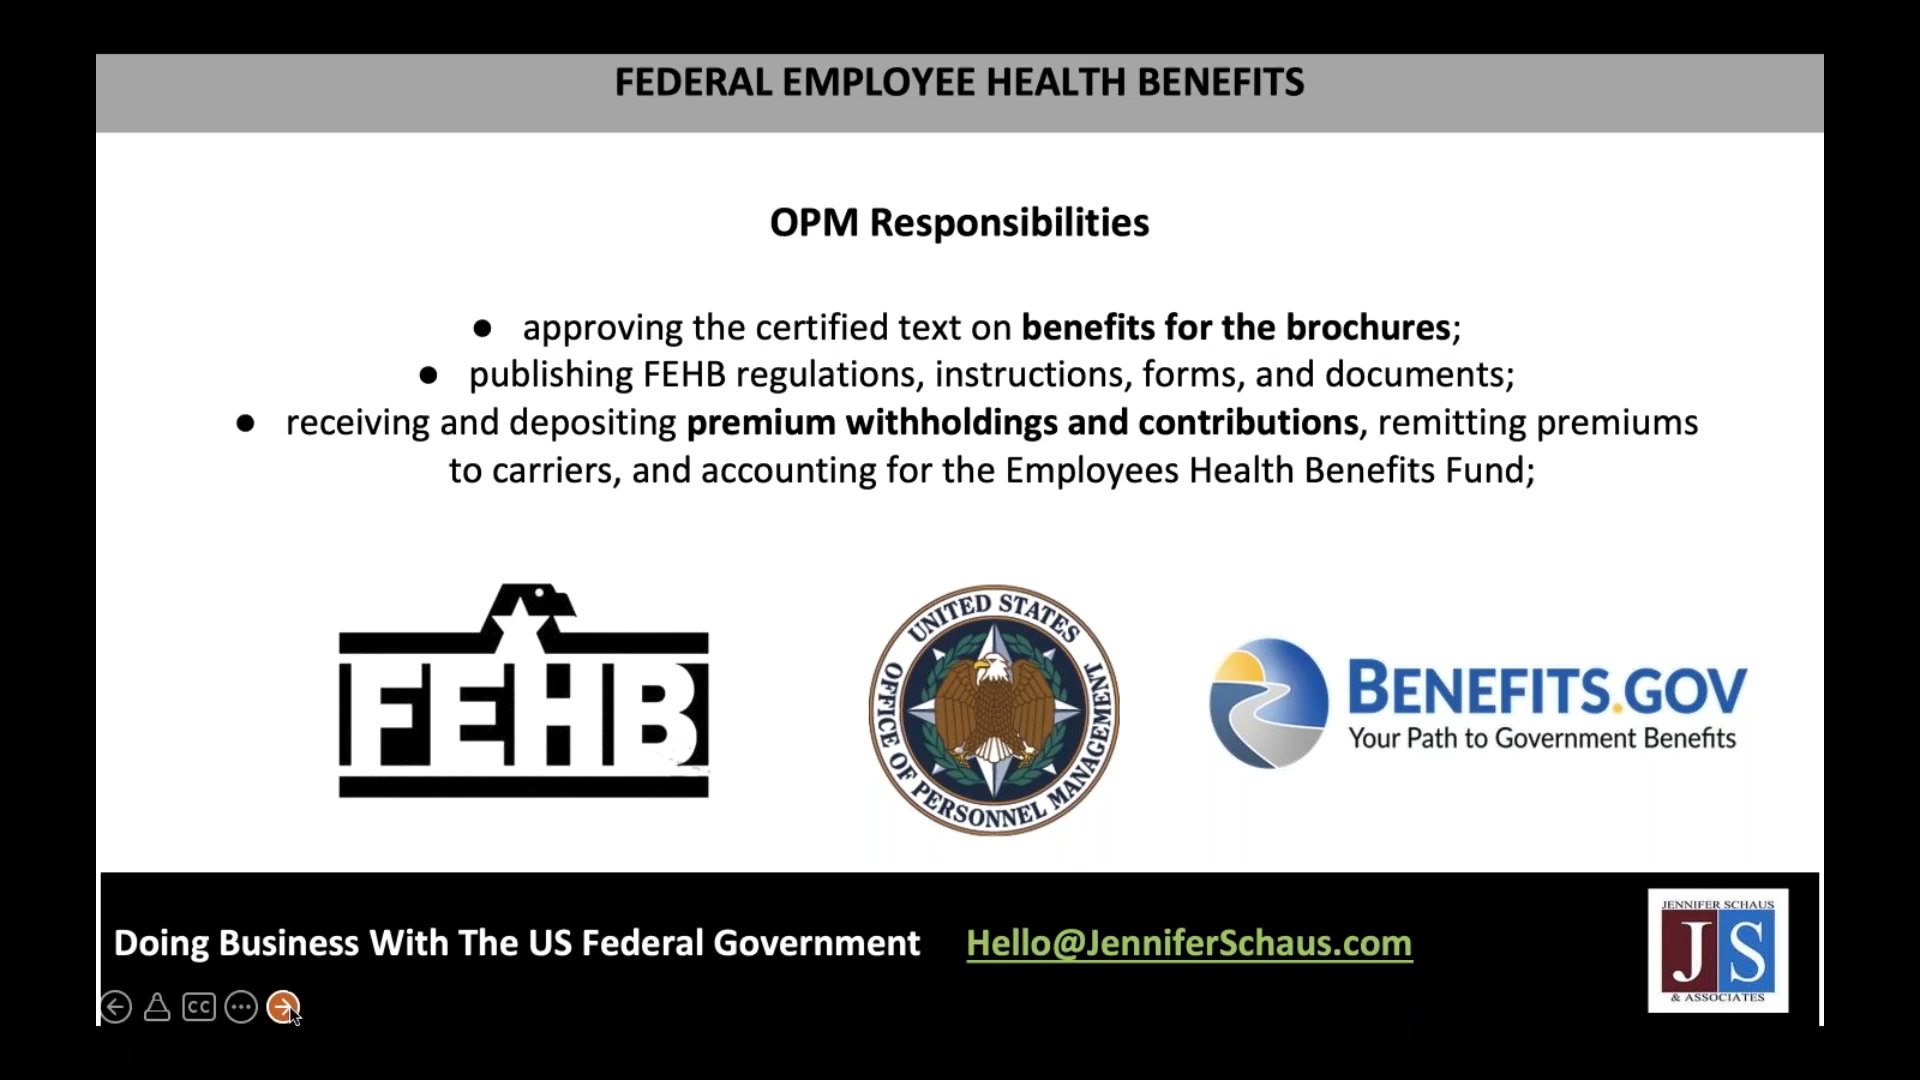 FEDERAL EMPLOYEE HEALTH BENEFITS
OPM Responsibilities
● approving the certified text on benefits for the brochures;
● publishing FEHB regulations, instructions, forms, and documents;
● receiving and depositing premium withholdings and contributions, remitting premiums
to carriers, and accounting for the Employees Health Benefits Fund;
FEHB
UNITED STATES
OFFICE OF PERSONNEL MANAGEMENT
BENEFITS.GOV
Your Path to Government Benefits
Doing Business With The US Federal Government Hello@JenniferSchaus.com
JENNIFER SCHAUS
JS
& ASSOCIATES
CC